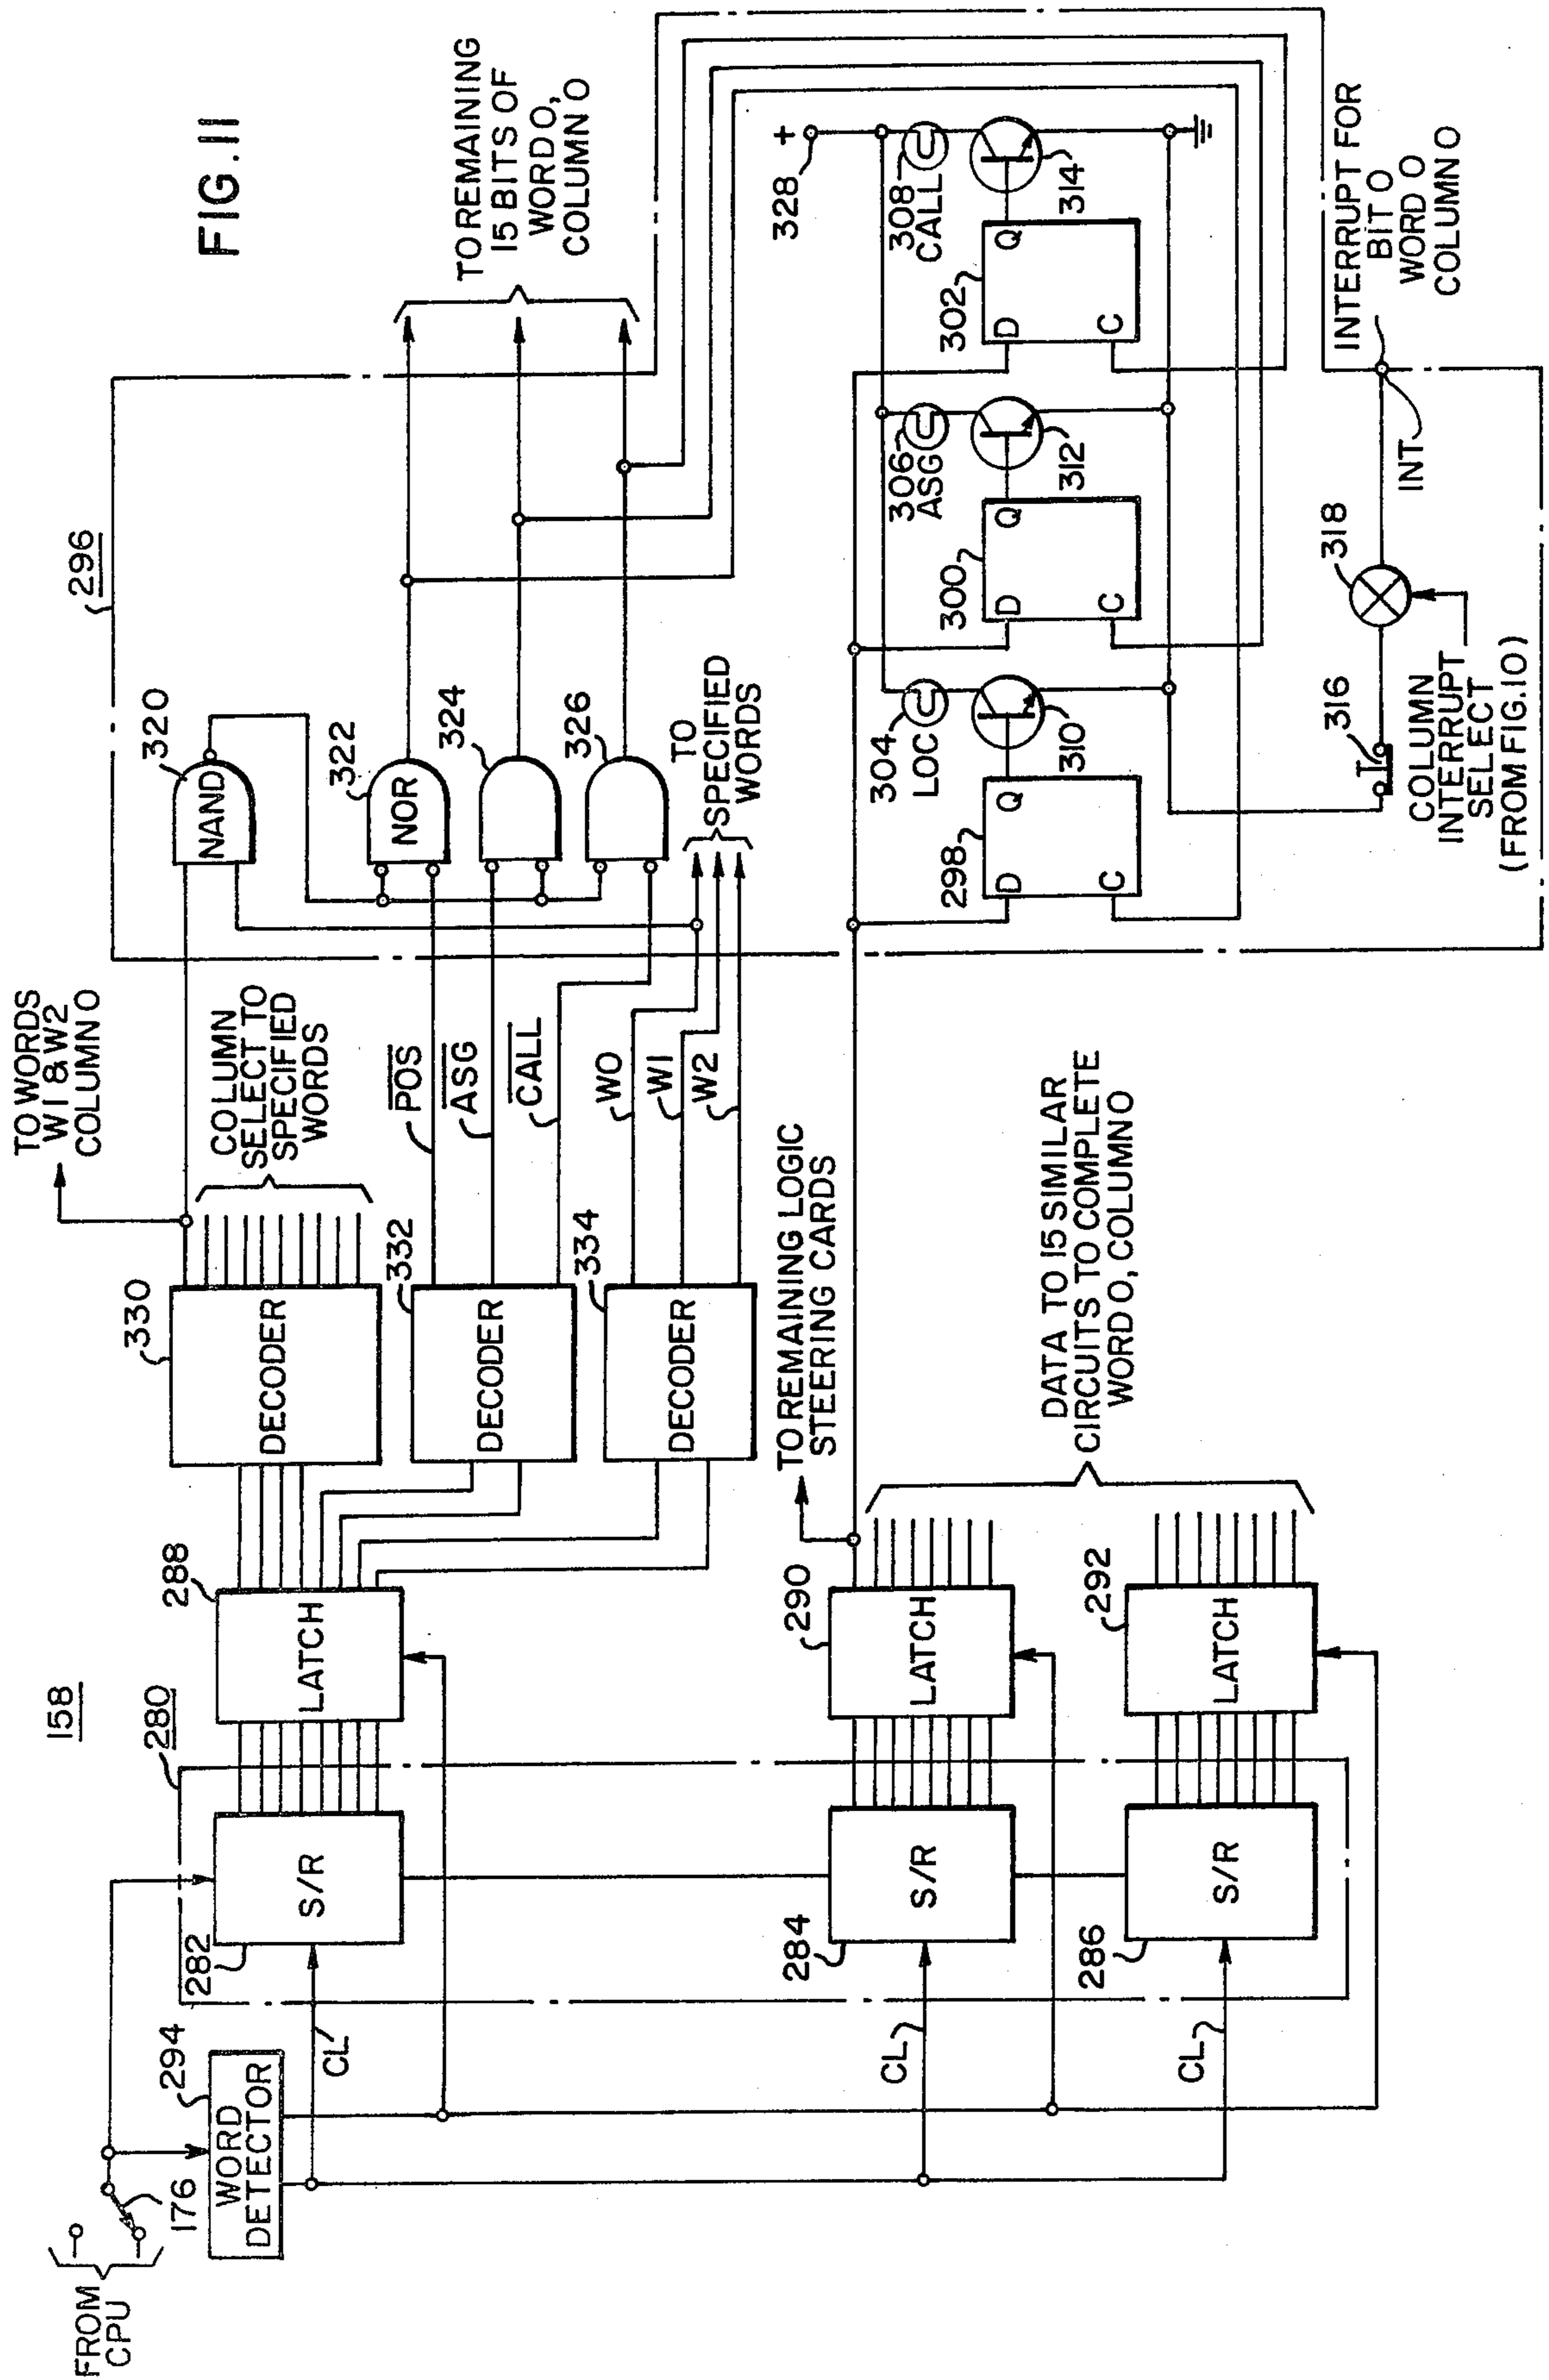 FIG. 11
158
FROM
CPU
176
WORD
DETECTOR
294
CL
CL
CL
280
282
S/R
284
S/R
286
S/R
288
LATCH
290
LATCH
292
LATCH
330
DECODER
332
DECODER
334
DECODER
TO WORDS
W1 & W2
COLUMN 0
COLUMN
SELECT TO
SPECIFIED
WORDS
POS
ASG
CALL
W0
W1
W2
TO REMAINING LOGIC
STEERING CARDS
DATA TO 15 SIMILAR
CIRCUITS TO COMPLETE
WORD 0, COLUMN 0
296
320
NAND
322
NOR
324
326
TO
SPECIFIED
WORDS
TO REMAINING
15 BITS OF
WORD 0,
COLUMN 0
328
+
304
LOC
306
ASG
308
CALL
298
D
Q
C
310
300
D
Q
C
312
302
D
Q
C
314
316
318
INT
COLUMN
INTERRUPT
SELECT
(FROM FIG. 10)
INTERRUPT FOR
BIT 0
WORD 0
COLUMN 0